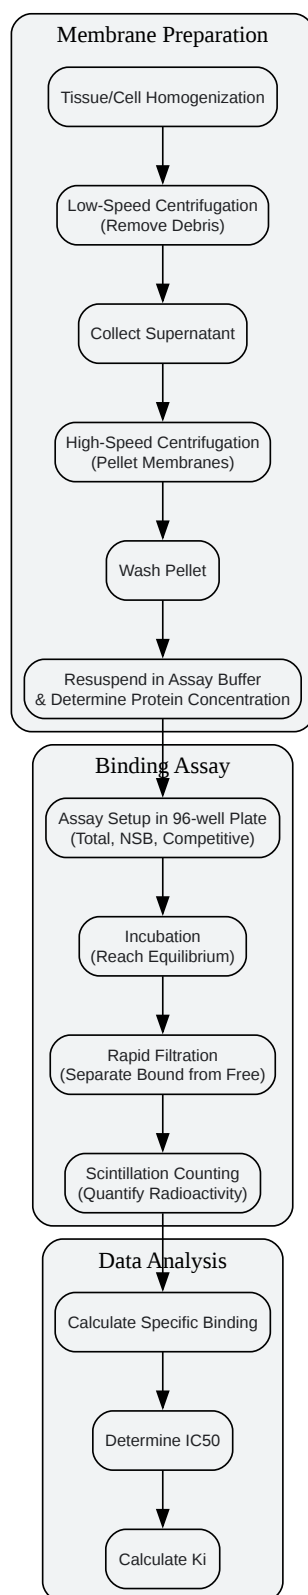 Membrane Preparation
Tissue/Cell Homogenization
Low-Speed Centrifugation
(Remove Debris)
Collect Supernatant
High-Speed Centrifugation
(Pellet Membranes)
Wash Pellet
Resuspend in Assay Buffer
& Determine Protein Concentration
Binding Assay
Assay Setup in 96-well Plate
(Total, NSB, Competitive)
Incubation
(Reach Equilibrium)
Rapid Filtration
(Separate Bound from Free)
Scintillation Counting
(Quantify Radioactivity)
Data Analysis
Calculate Specific Binding
Determine IC50
Calculate Ki